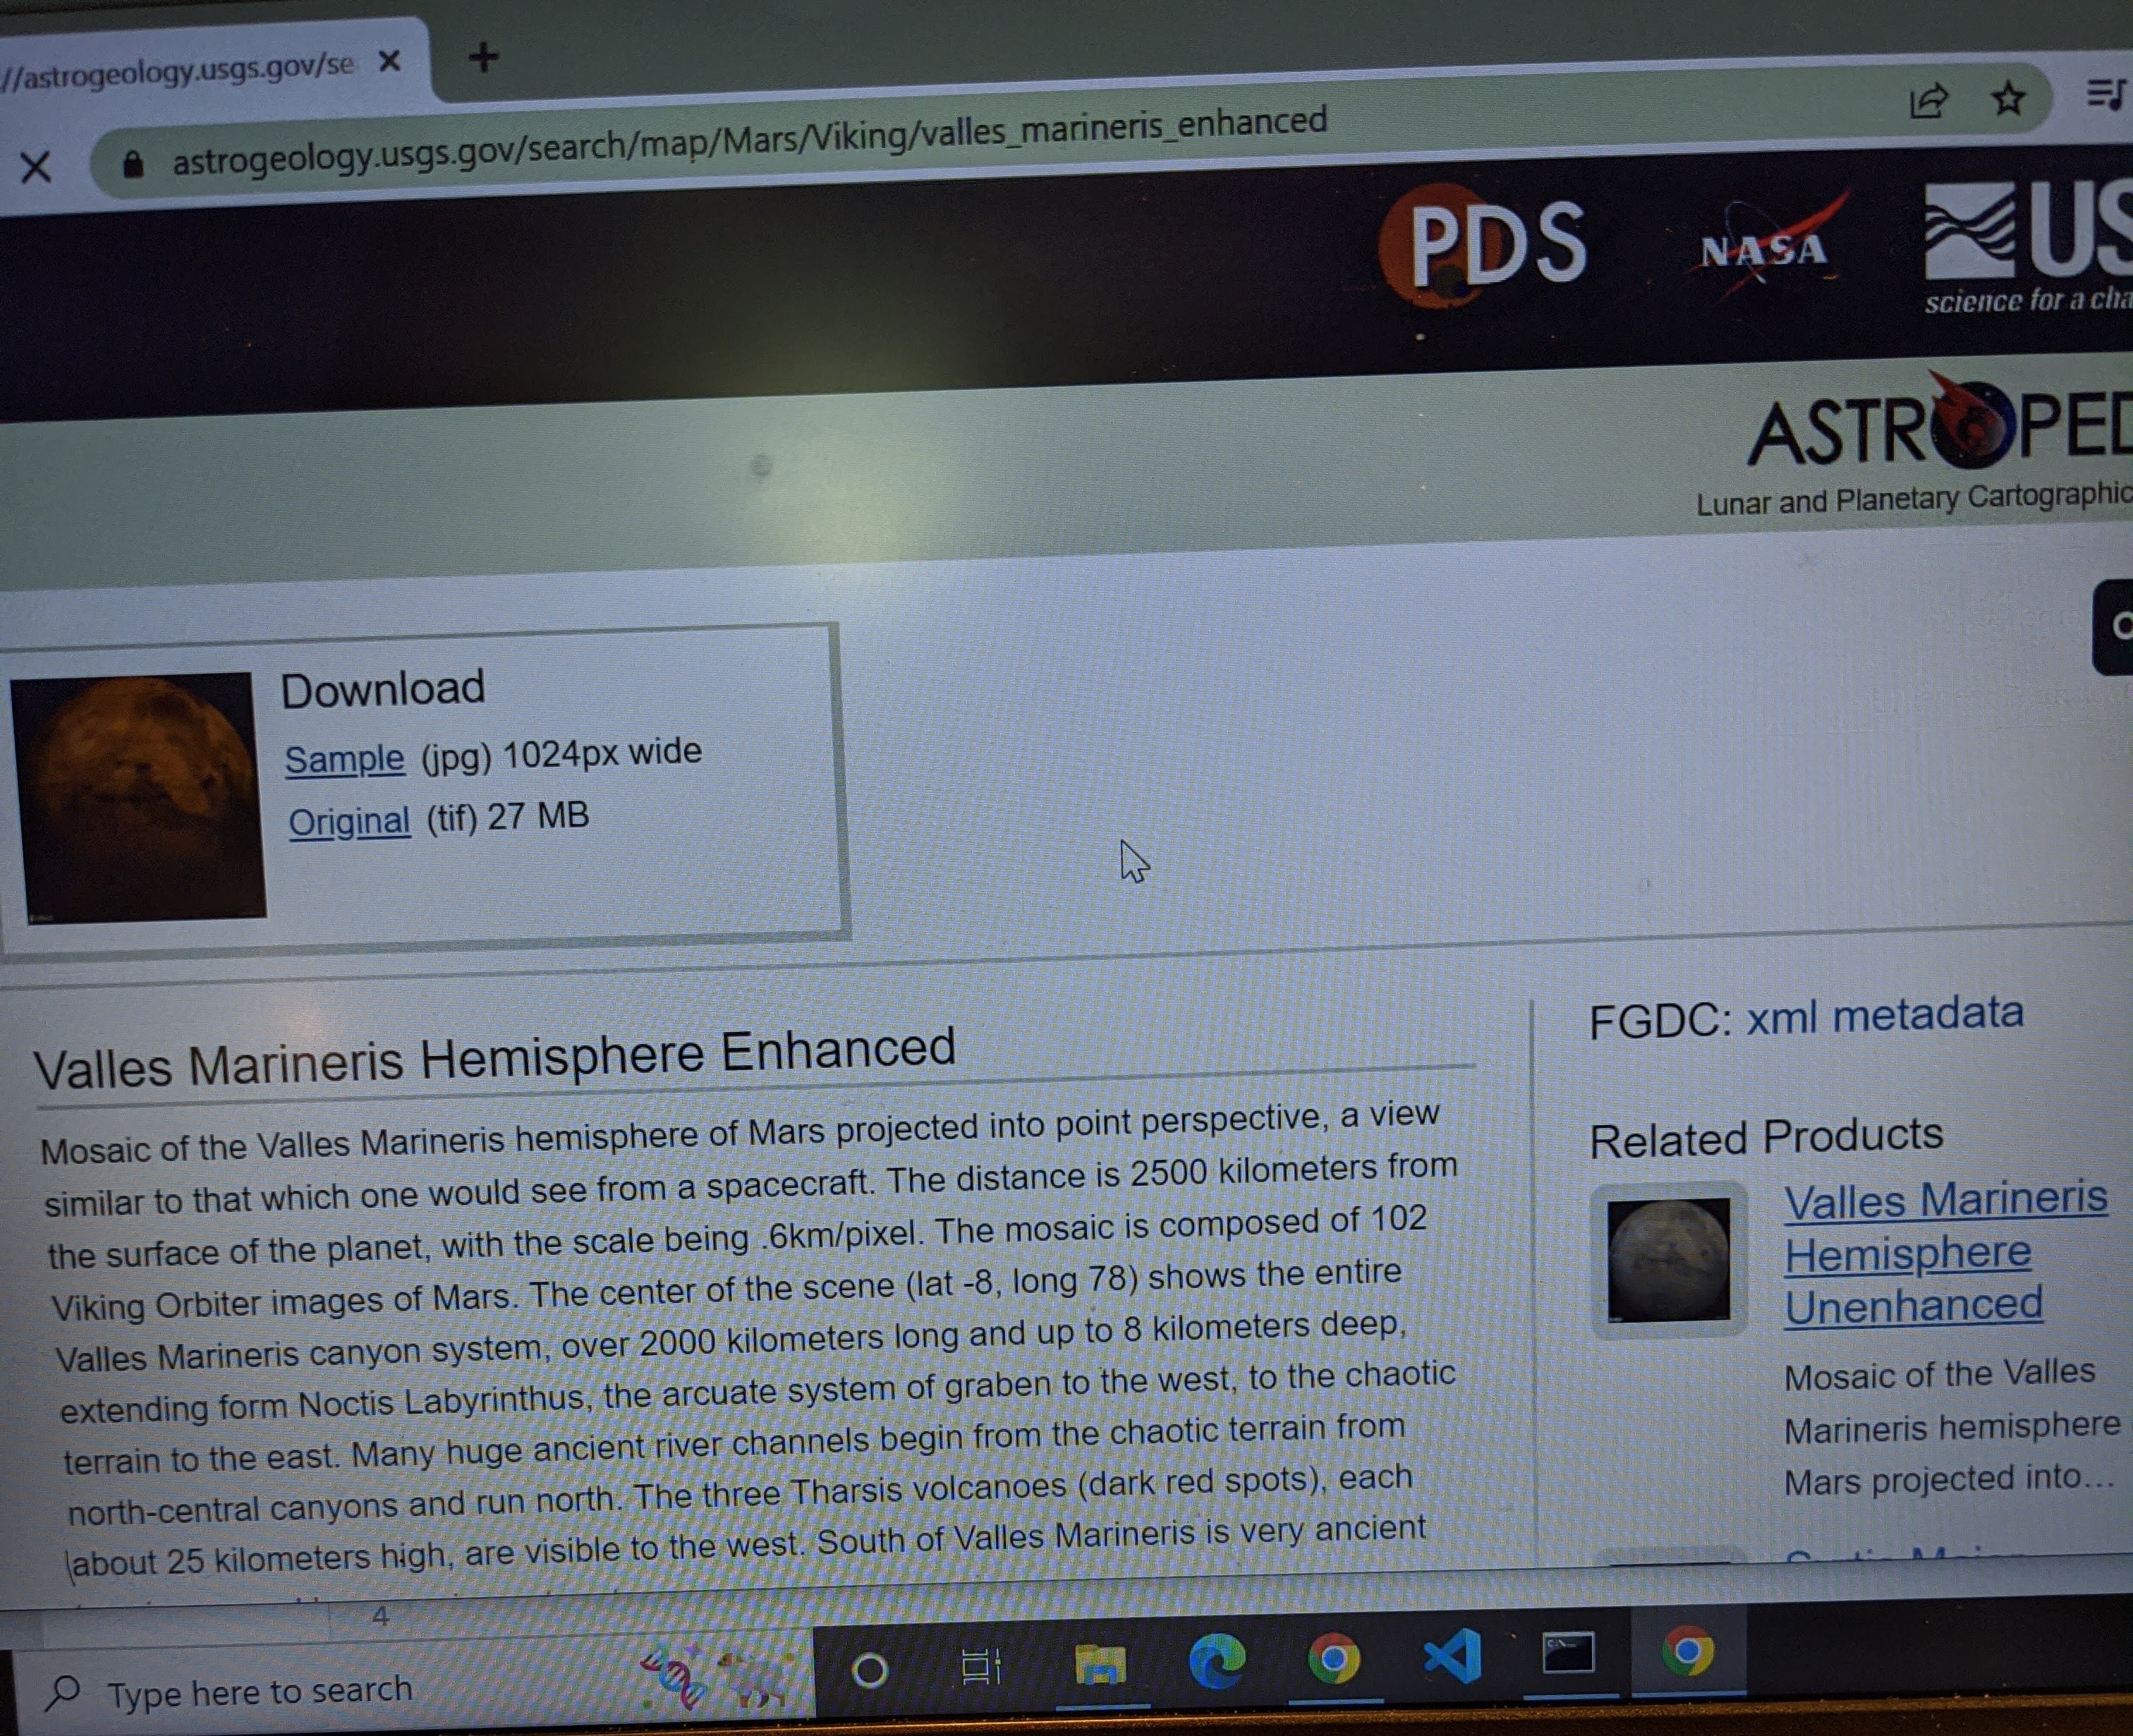 //astrogeology.usgs.gov/se
astrogeology.usgs.gov/search/map/Mars/Viking/valles_marineris_enhanced
PDS
NASA
US
science for a cha
ASTROPED
Lunar and Planetary Cartographic
Download
Sample (jpg) 1024px wide
Original (tif) 27 MB
Valles Marineris Hemisphere Enhanced
Mosaic of the Valles Marineris hemisphere of Mars projected into point perspective, a view
similar to that which one would see from a spacecraft. The distance is 2500 kilometers from
the surface of the planet, with the scale being .6km/pixel. The mosaic is composed of 102
Viking Orbiter images of Mars. The center of the scene (lat -8, long 78) shows the entire
Valles Marineris canyon system, over 2000 kilometers long and up to 8 kilometers deep,
extending form Noctis Labyrinthus, the arcuate system of graben to the west, to the chaotic
terrain to the east. Many huge ancient river channels begin from the chaotic terrain from
north-central canyons and run north. The three Tharsis volcanoes (dark red spots), each
about 25 kilometers high, are visible to the west. South of Valles Marineris is very ancient
FGDC: xml metadata
Related Products
Valles Marineris
Hemisphere
Unenhanced
Mosaic of the Valles
Marineris hemisphere
Mars projected into...
4
Type here to search